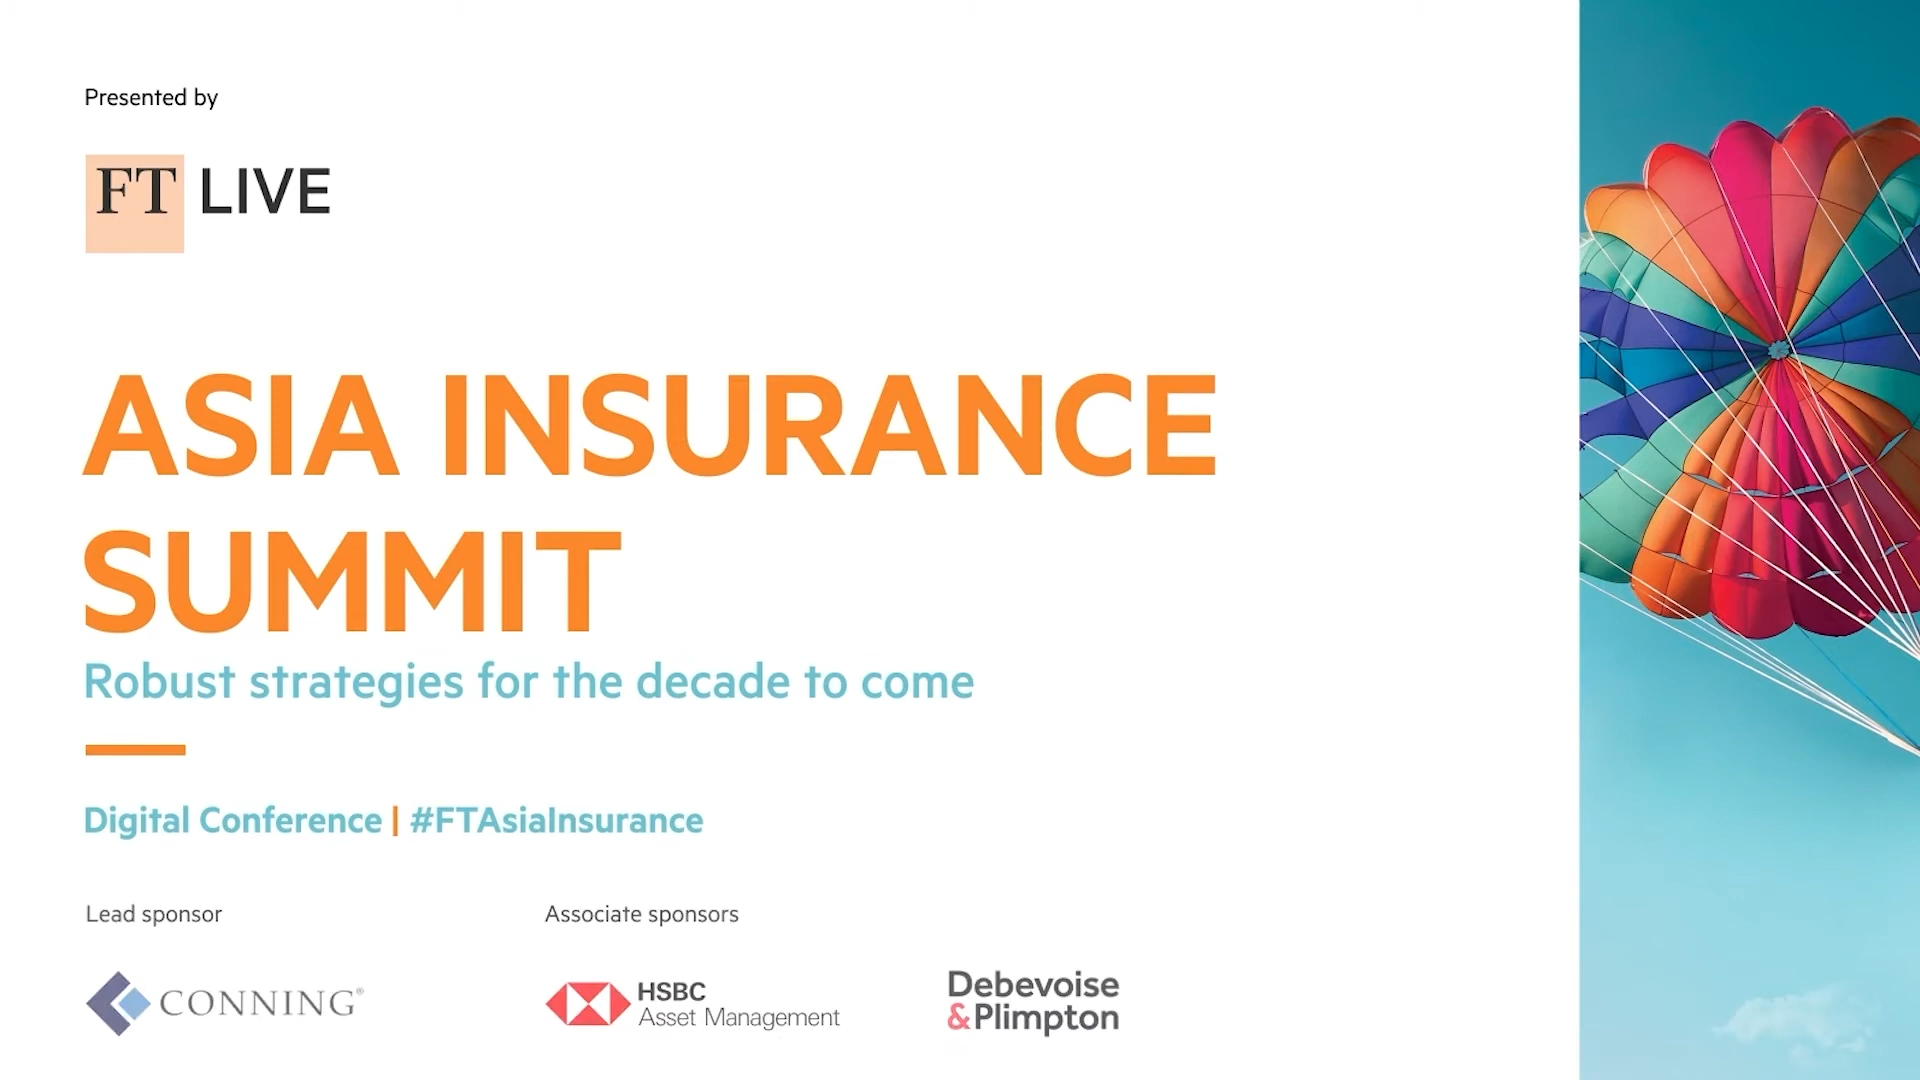 Presented by
FT LIVE
ASIA INSURANCE
SUMMIT
Robust strategies for the decade to come
Digital Conference | #FTAsiaInsurance
Lead sponsor
Associate sponsors
CONNING®
HSBC
Asset Management
Debevoise
&Plimpton